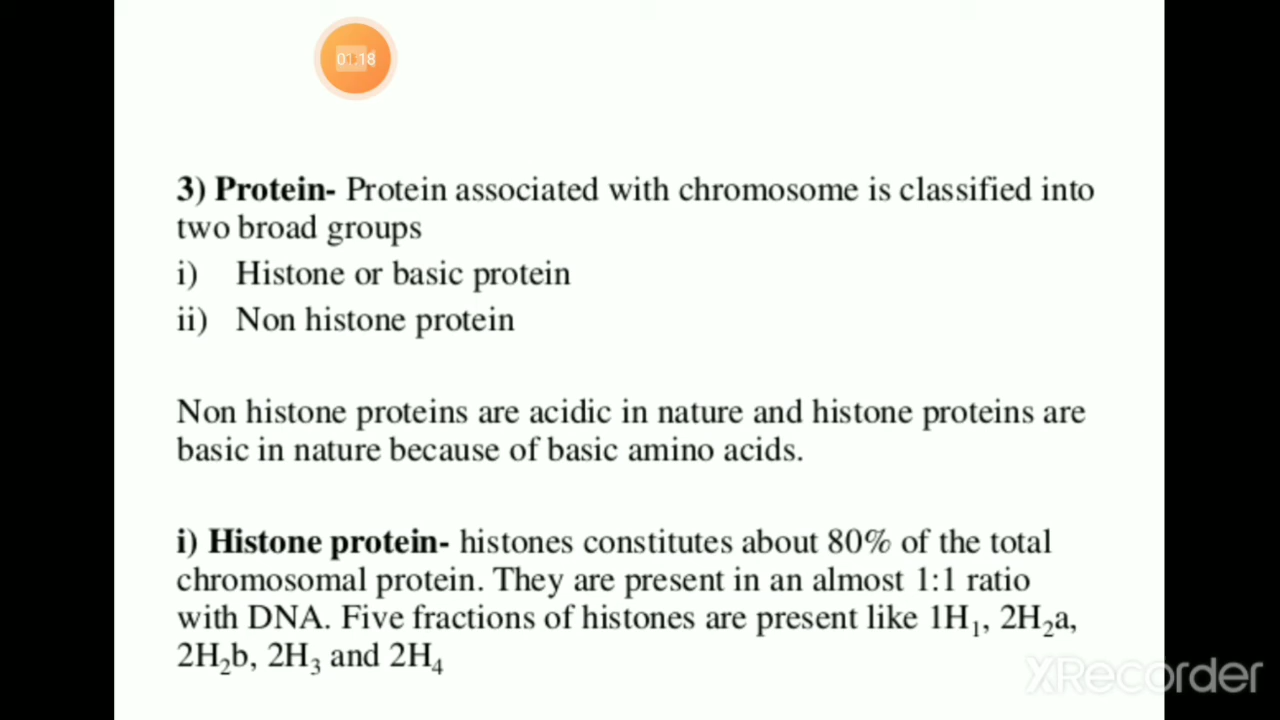 01:18
3) Protein- Protein associated with chromosome is classified into
two broad groups
i) Histone or basic protein
ii) Non histone protein
Non histone proteins are acidic in nature and histone proteins are
basic in nature because of basic amino acids.
i) Histone protein- histones constitutes about 80% of the total
chromosomal protein. They are present in an almost 1:1 ratio
with DNA. Five fractions of histones are present like 1H₁, 2H₂a,
2H₂b, 2H₃ and 2H₄
XRecorder